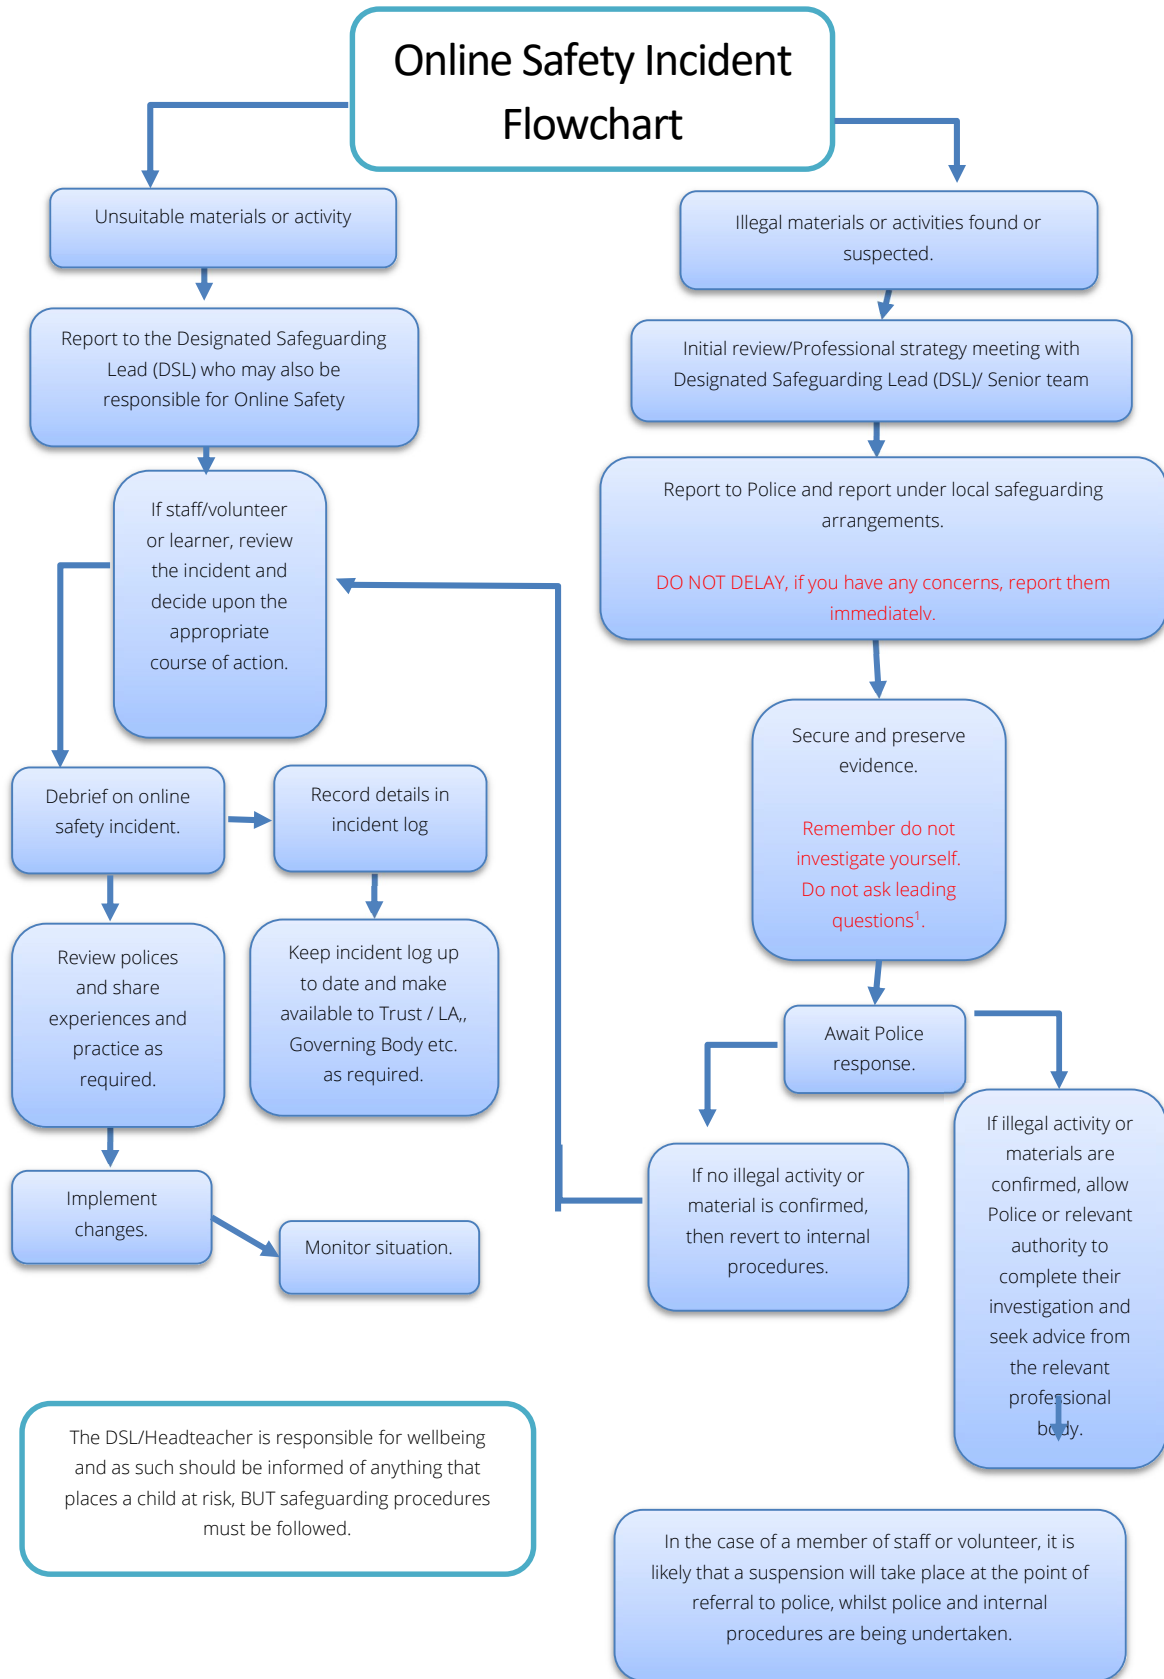 Online Safety Incident
Flowchart
Unsuitable materials or activity
Report to the Designated Safeguarding
Lead (DSL) who may also be
responsible for Online Safety
If staff/volunteer
or learner, review
the incident and
decide upon the
appropriate
course of action.
Debrief on online
safety incident.
Record details in
incident log
Review polices
and share
experiences and
practice as
required.
Keep incident log up
to date and make
available to Trust / LA,,
Governing Body etc.
as required.
Implement
changes.
Monitor situation.
The DSL/Headteacher is responsible for wellbeing
and as such should be informed of anything that
places a child at risk, BUT safeguarding procedures
must be followed.
Illegal materials or activities found or
suspected.
Initial review/Professional strategy meeting with
Designated Safeguarding Lead (DSL)/ Senior team
Report to Police and report under local safeguarding
arrangements.
DO NOT DELAY, if you have any concerns, report them
immediately.
Secure and preserve
evidence.
Remember do not
investigate yourself.
Do not ask leading
questions¹.
Await Police
response.
If no illegal activity or
material is confirmed,
then revert to internal
procedures.
If illegal activity or
materials are
confirmed, allow
Police or relevant
authority to
complete their
investigation and
seek advice from
the relevant
professional
body.
In the case of a member of staff or volunteer, it is
likely that a suspension will take place at the point of
referral to police, whilst police and internal
procedures are being undertaken.